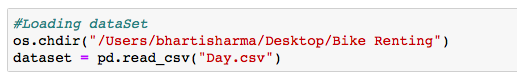 #Loading dataSet
os.chdir("/Users/bhartisharma/Desktop/Bike Renting")
dataset = pd.read_csv("Day.csv")